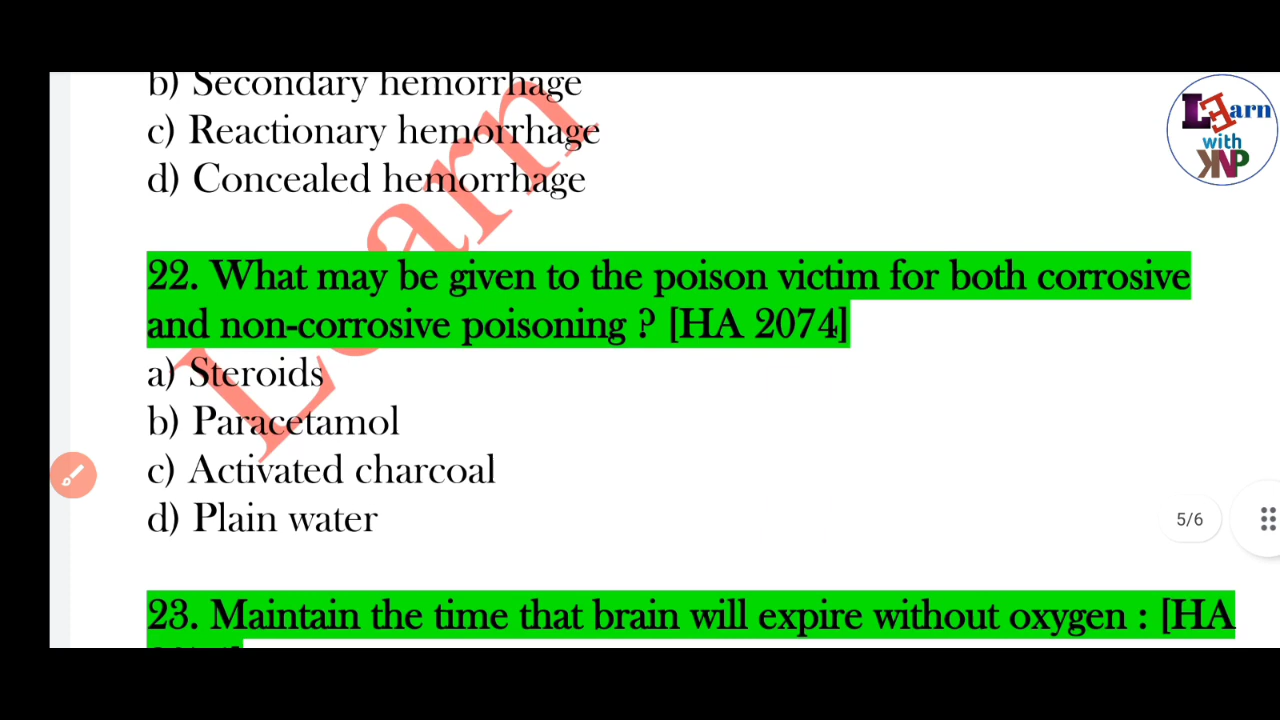 b) Secondary hemorrhage
c) Reactionary hemorrhage
d) Concealed hemorrhage
22. What may be given to the poison victim for both corrosive
and non-corrosive poisoning ? [HA 2074]
a) Steroids
b) Paracetamol
c) Activated charcoal
d) Plain water
23. Maintain the time that brain will expire without oxygen : [HA
Learn
LEarn
with
KNP
5/6